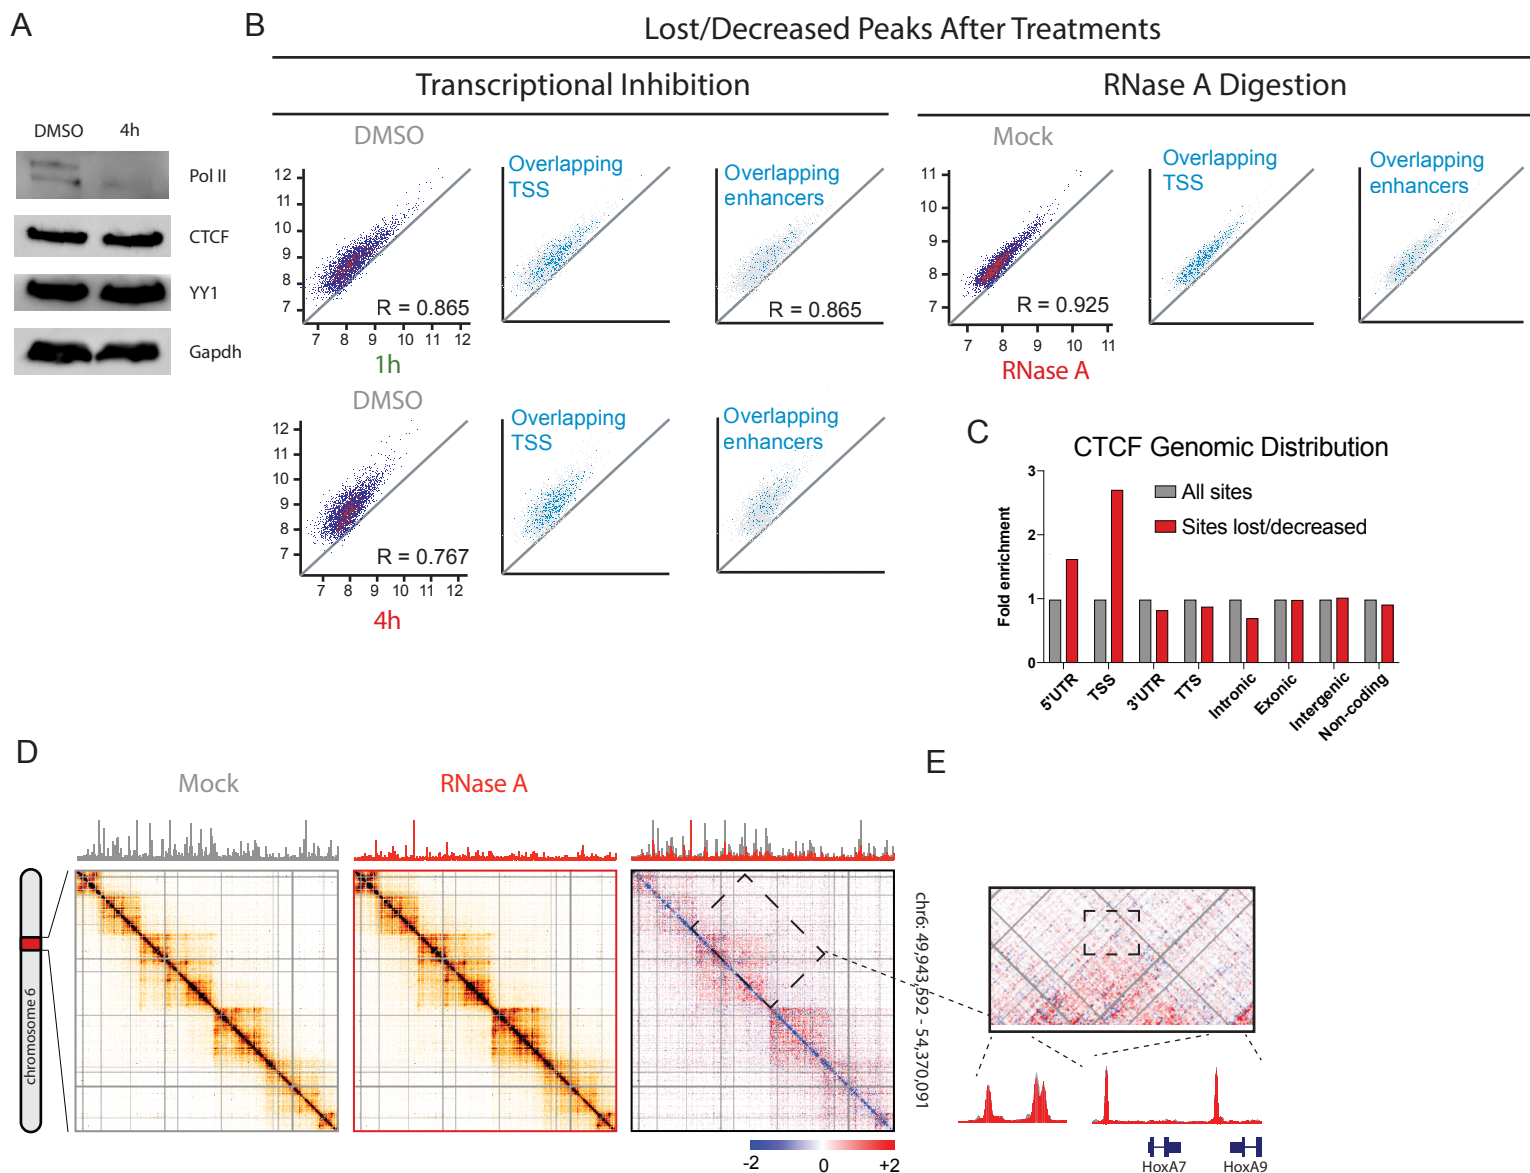 A
DMSO 4h
Pol II
CTCF
YY1
Gapdh
B
Lost/Decreased Peaks After Treatments
Transcriptional Inhibition
RNase A Digestion
DMSO
12
11
10
9
8
7
R = 0.865
7 8 9 10 11 12
1h
Overlapping
TSS
Overlapping
enhancers
R = 0.865
Mock
11
10
9
8
7
R = 0.925
7 8 9 10 11
RNase A
Overlapping
TSS
Overlapping
enhancers
DMSO
12
11
10
9
8
7
R = 0.767
7 8 9 10 11 12
4h
Overlapping
TSS
Overlapping
enhancers
C
CTCF Genomic Distribution
Fold enrichment
3
2
1
0
All sites
Sites lost/decreased
5'UTR
TSS
3'UTR
TTS
Intronic
Exonic
Intergenic
Non-coding
D
Mock
RNase A
chromosome 6
chr6: 49,943,592 - 54,370,091
-2 0 +2
E
HoxA7 HoxA9